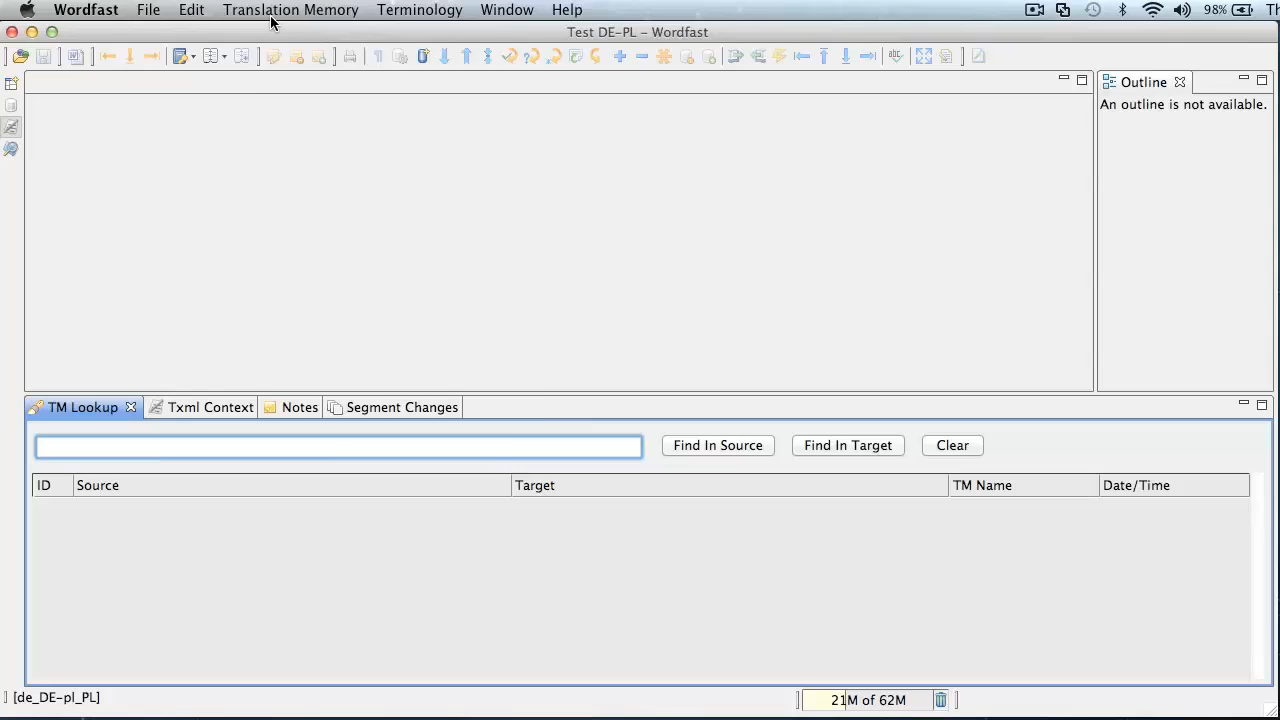 Wordfast File Edit Translation Memory Terminology Window Help 98% Th
Test DE-PL – Wordfast
Outline
An outline is not available.
TM Lookup Txml Context Notes Segment Changes
Find In Source Find In Target Clear
ID Source Target TM Name Date/Time
[de_DE-pl_PL] 21M of 62M